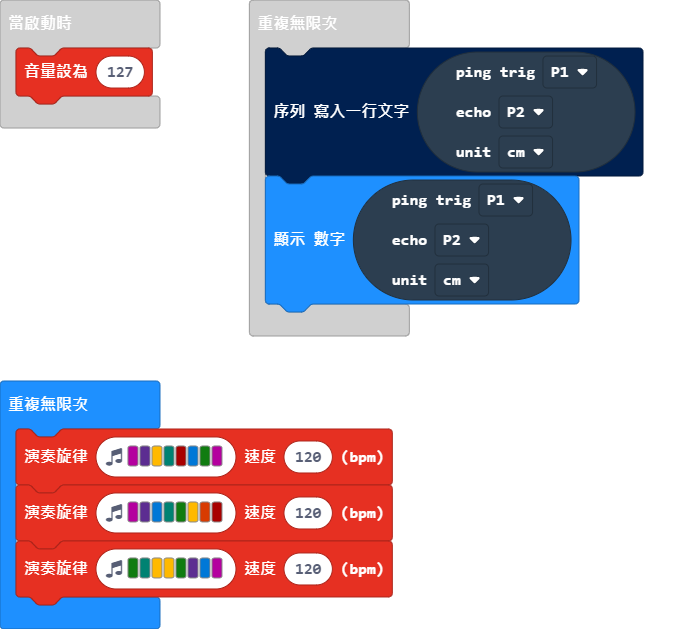 當啟動時
音量設為 127
重複無限次
序列 寫入一行文字
ping trig P1
echo P2
unit cm
顯示 數字
ping trig P1
echo P2
unit cm
重複無限次
演奏旋律 速度 120 (bpm)
演奏旋律 速度 120 (bpm)
演奏旋律 速度 120 (bpm)